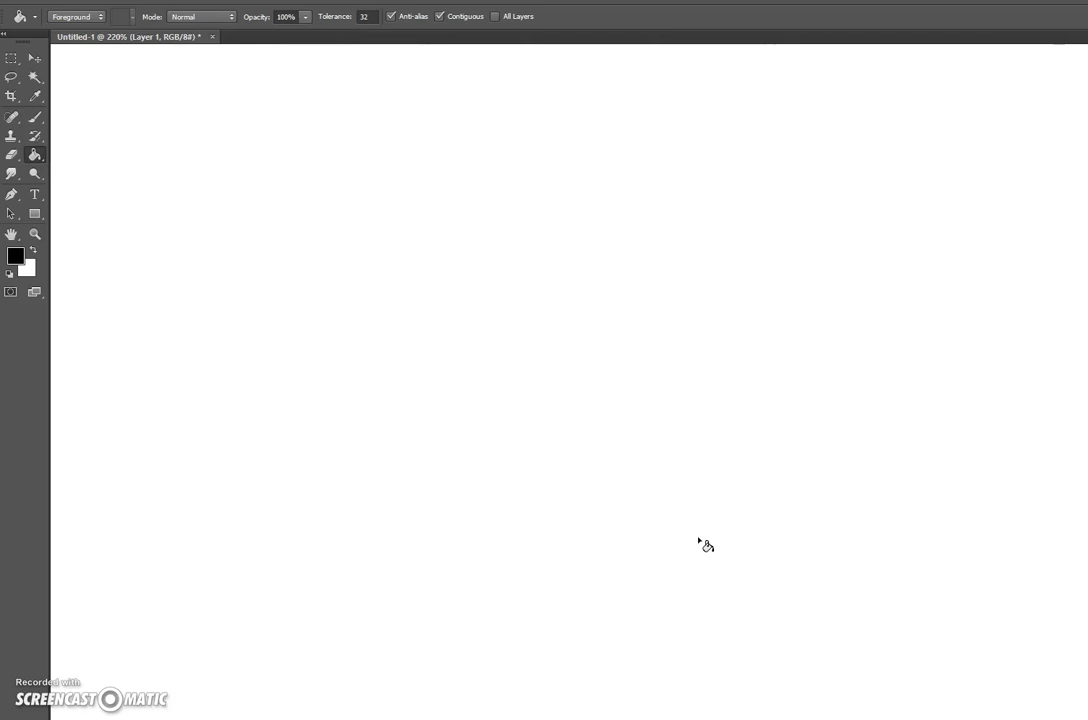 Foreground Mode: Normal Opacity: 100% Tolerance: 32 Anti-alias Contiguous All Layers
Untitled-1 @ 220% (Layer 1, RGB/8#) * ×
T
Recorded with
SCREENCAST MATIC